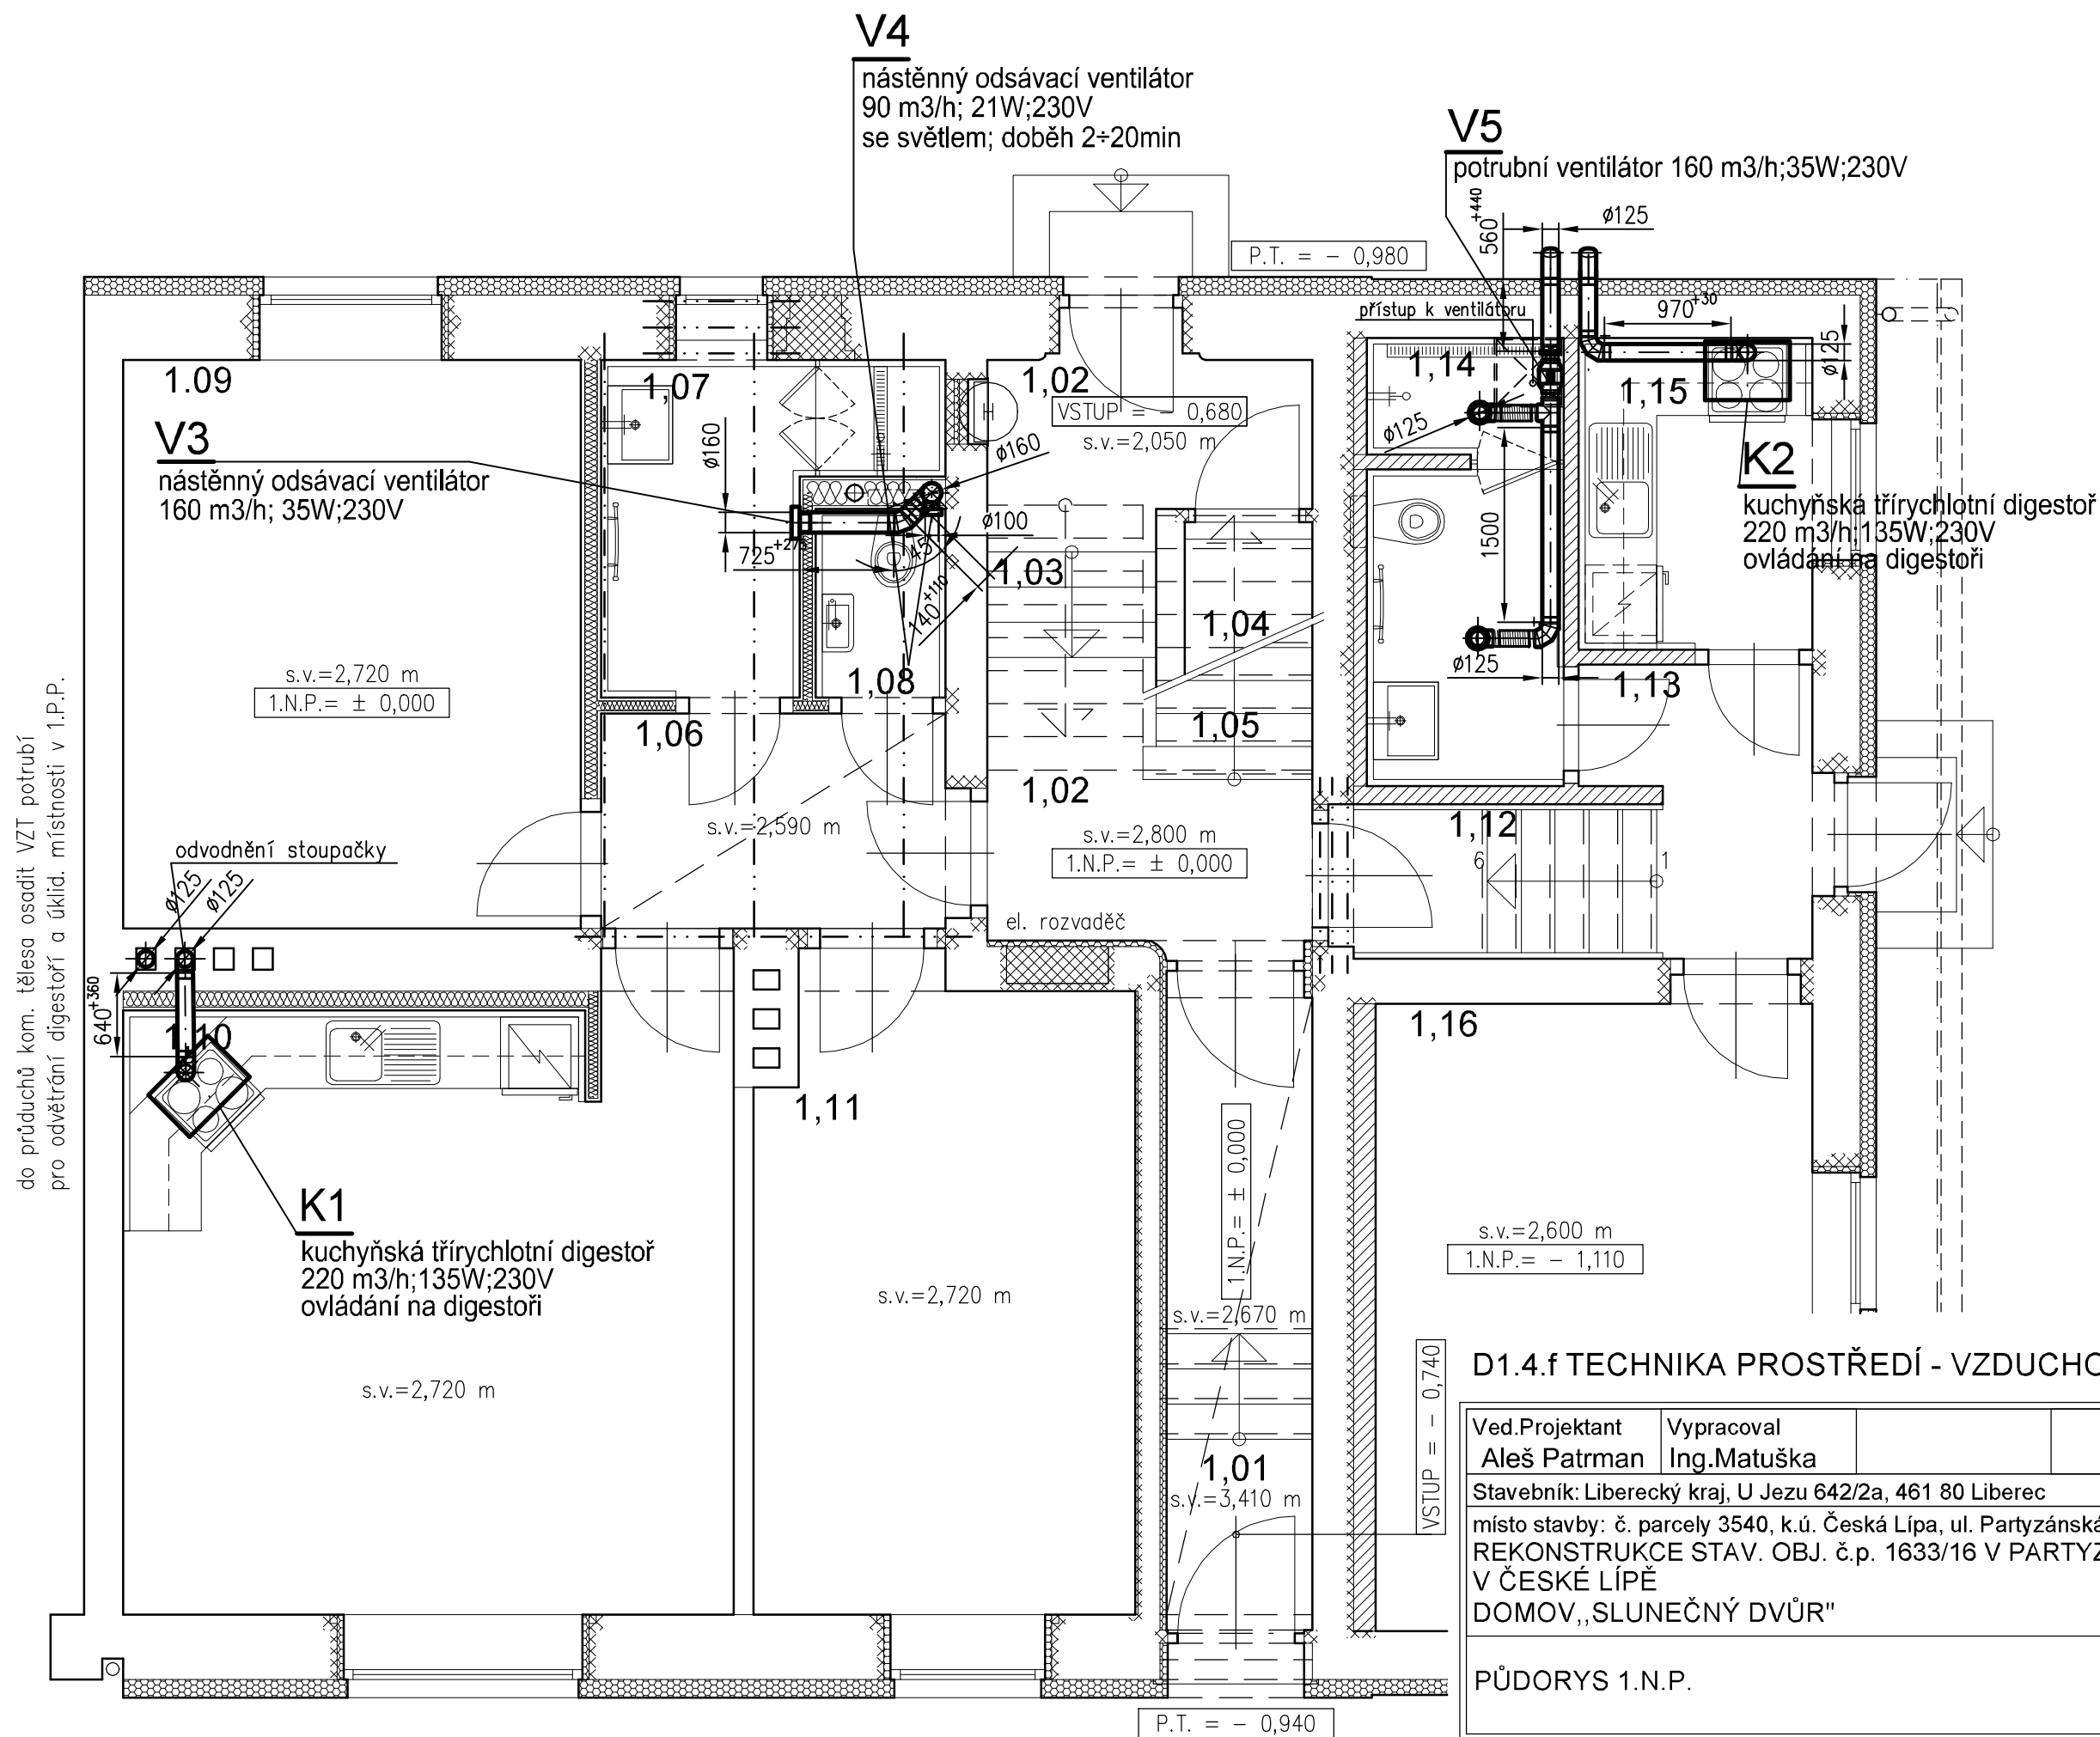 V4
nástěnný odsávací ventilátor
90 m3/h; 21W;230V
se světlem; doběh 2÷20min
V5
potrubní ventilátor 160 m3/h;35W;230V
560+440
ø125
P.T. = - 0,980
přístup k ventilátoru
970+30
ø125
1.09
1,07
1,02
1,14
1,15
VSTUP = - 0,680
s.v.=2,050 m
H
V3
nástěnný odsávací ventilátor
160 m3/h; 35W;230V
ø160
ø160
ø125
K2
kuchyňská třírychlotní digestoř
220 m3/h;135W;230V
ovládání na digestoři
ø100
725+275
45°
1500
140+110
1,03
1,04
s.v.=2,720 m
1.N.P.= ± 0,000
1,08
ø125
1,13
1,06
1,05
1,02
s.v.=2,590 m
s.v.=2,800 m
1.N.P.= ± 0,000
1,12
6
1
do průduchů kom. tělesa osadit VZT potrubí
pro odvětrání digestoří a úklid. místnosti v 1.P.P.
odvodnění stoupačky
ø125
ø125
el. rozvaděč
640+360
1.10
1,16
1,11
1.N.P.= ± 0,000
K1
kuchyňská třírychlotní digestoř
220 m3/h;135W;230V
ovládání na digestoři
s.v.=2,720 m
s.v.=2,600 m
1.N.P.= - 1,110
s.v.=2,670 m
s.v.=2,720 m
VSTUP = - 0,740
D1.4.f TECHNIKA PROSTŘEDÍ - VZDUCHO
1,01
s.v.=3,410 m
Ved.Projektant
Vypracoval
Aleš Patrman
Ing.Matuška
Stavebník: Liberecký kraj, U Jezu 642/2a, 461 80 Liberec
místo stavby: č. parcely 3540, k.ú. Česká Lípa, ul. Partyzánská
REKONSTRUKCE STAV. OBJ. č.p. 1633/16 V PARTYZ
V ČESKÉ LÍPĚ
DOMOV,,SLUNEČNÝ DVŮR"
PŮDORYS 1.N.P.
P.T. = - 0,940